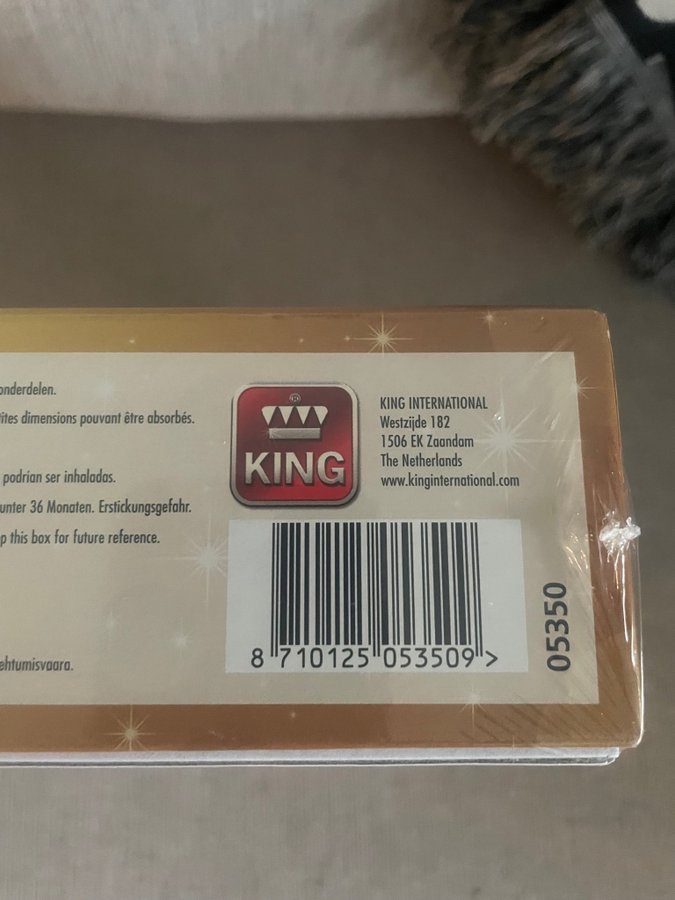 onderdelen.
tites dimensions pouvant être absorbés.
podrían ser inhaladas.
unter 36 Monaten. Erstickungsgefahr.
p this box for future reference.
ehtumisvaara.
®
KING
KING INTERNATIONAL
Westzijde 182
1506 EK Zaandam
The Netherlands
www.kinginternational.com
8 710125 053509 >
05350